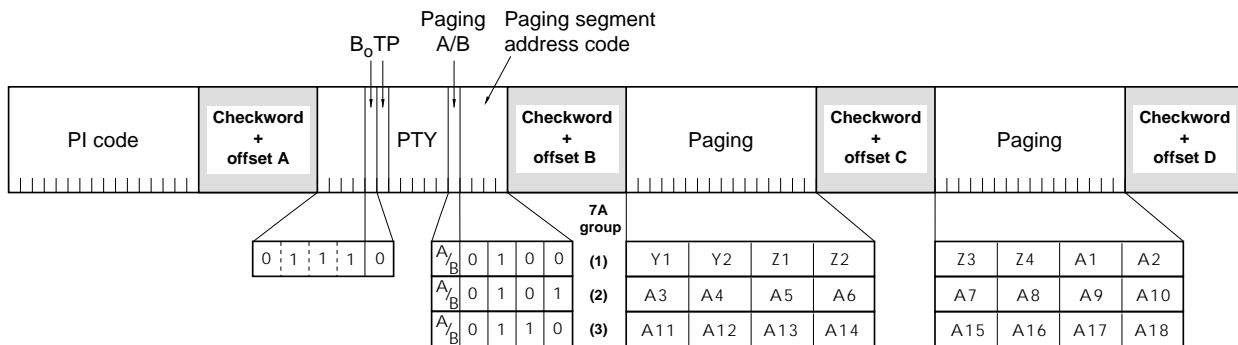 Paging Paging segment
BoTP A/B address code
PI code Checkword + offset A PTY Checkword + offset B Paging Checkword + offset C Paging Checkword + offset D
7A group
0 1 1 1 0 A/B 0 1 0 0 (1) Y1 Y2 Z1 Z2 Z3 Z4 A1 A2
A/B 0 1 0 1 (2) A3 A4 A5 A6 A7 A8 A9 A10
A/B 0 1 1 0 (3) A11 A12 A13 A14 A15 A16 A17 A18